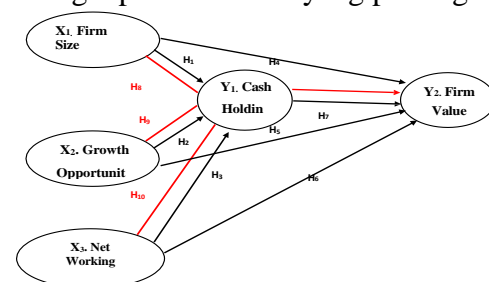 X1. Firm
Size
H4
H1
H8
Y1. Cash
Holdin
Y2. Firm
Value
H9
H7
H5
X2. Growth
Opportunit
H2
H3
H6
H10
X3. Net
Working